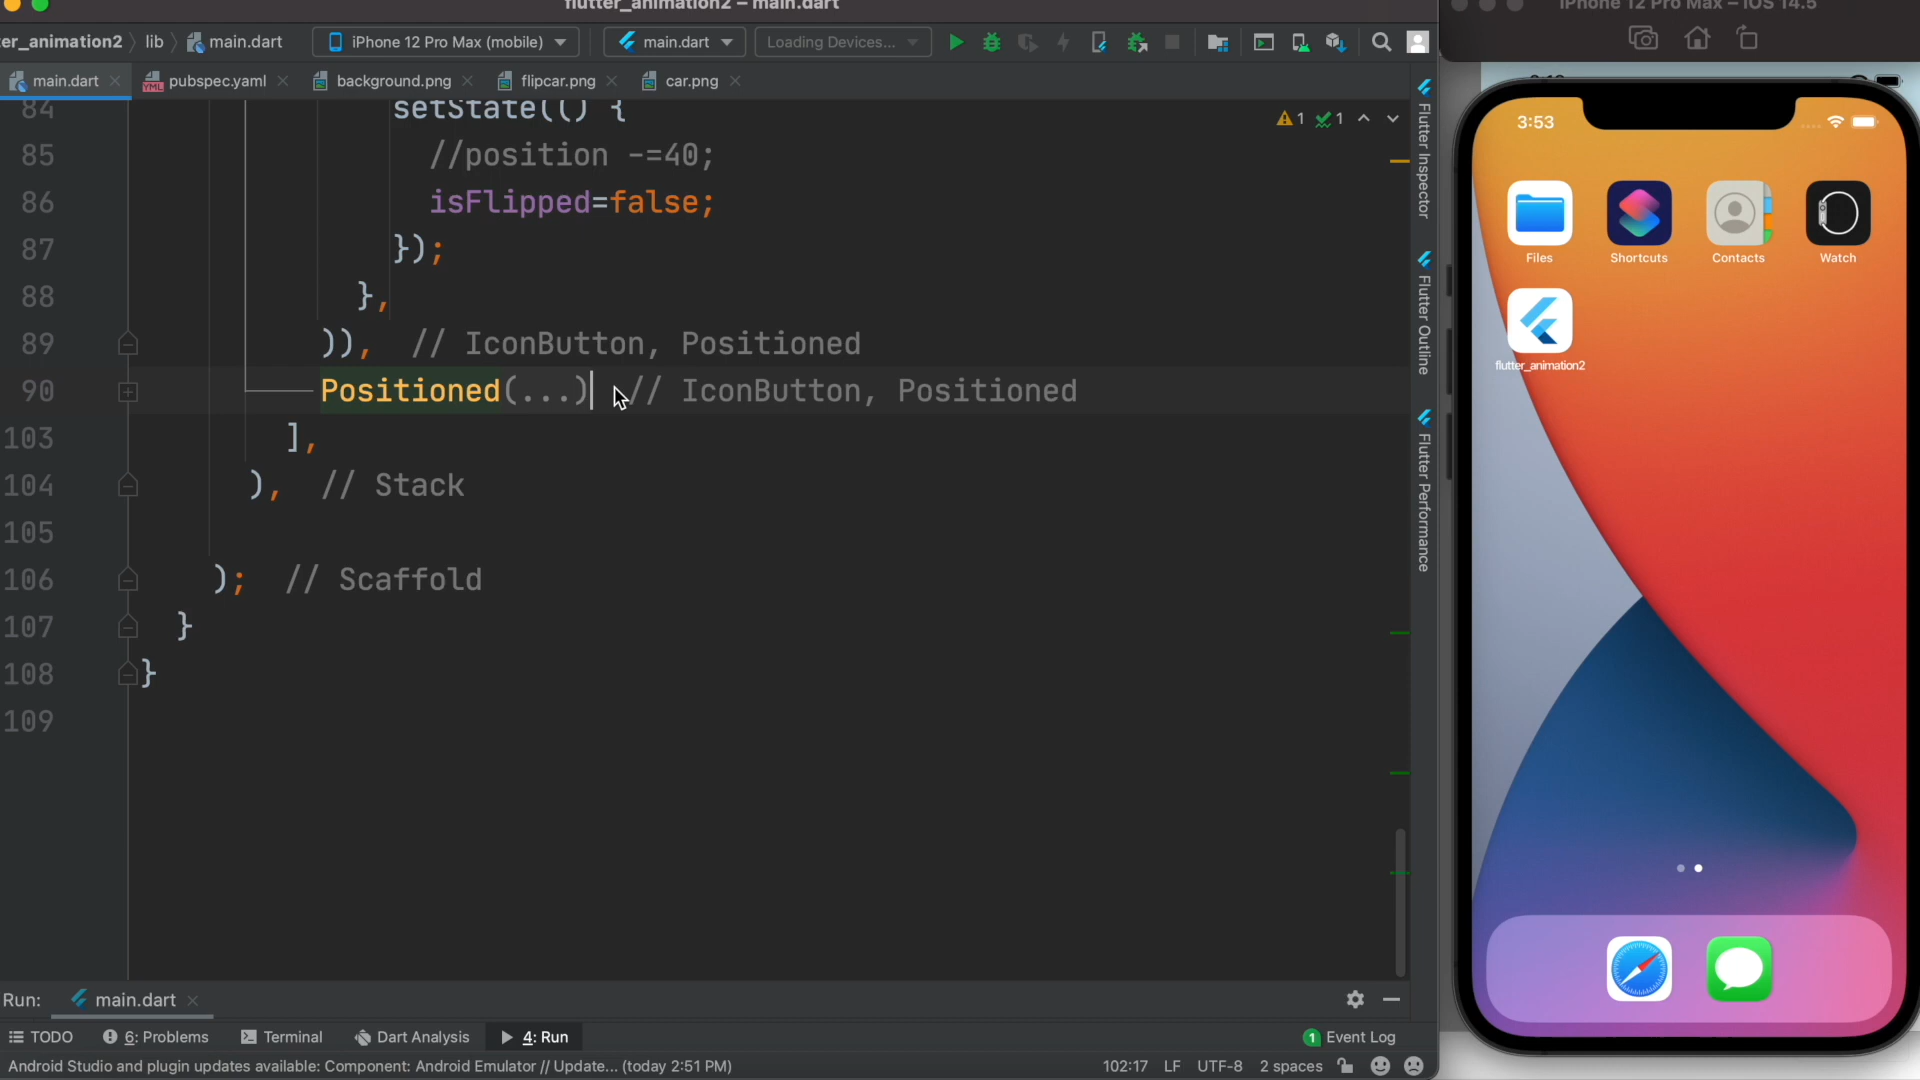 flutter_animation2 – main.dart
iPhone 12 Pro Max – iOS 14.5
er_animation2
lib
main.dart
iPhone 12 Pro Max (mobile)
main.dart
Loading Devices...
main.dart
pubspec.yaml
background.png
flipcar.png
car.png
84 setState(() {
85 //position -=40;
86 isFlipped=false;
87 });
88 },
89 )), // IconButton, Positioned
90 Positioned(...) // IconButton, Positioned
103 ],
104 ), // Stack
105
106 ); // Scaffold
107 }
108 }
109
1 1
Flutter Inspector
Flutter Outline
Flutter Performance
3:53
Files
Shortcuts
Contacts
Watch
flutter_animation2
Run:
main.dart
TODO
6: Problems
Terminal
Dart Analysis
4: Run
1 Event Log
Android Studio and plugin updates available: Component: Android Emulator // Update... (today 2:51 PM)
102:17
LF
UTF-8
2 spaces